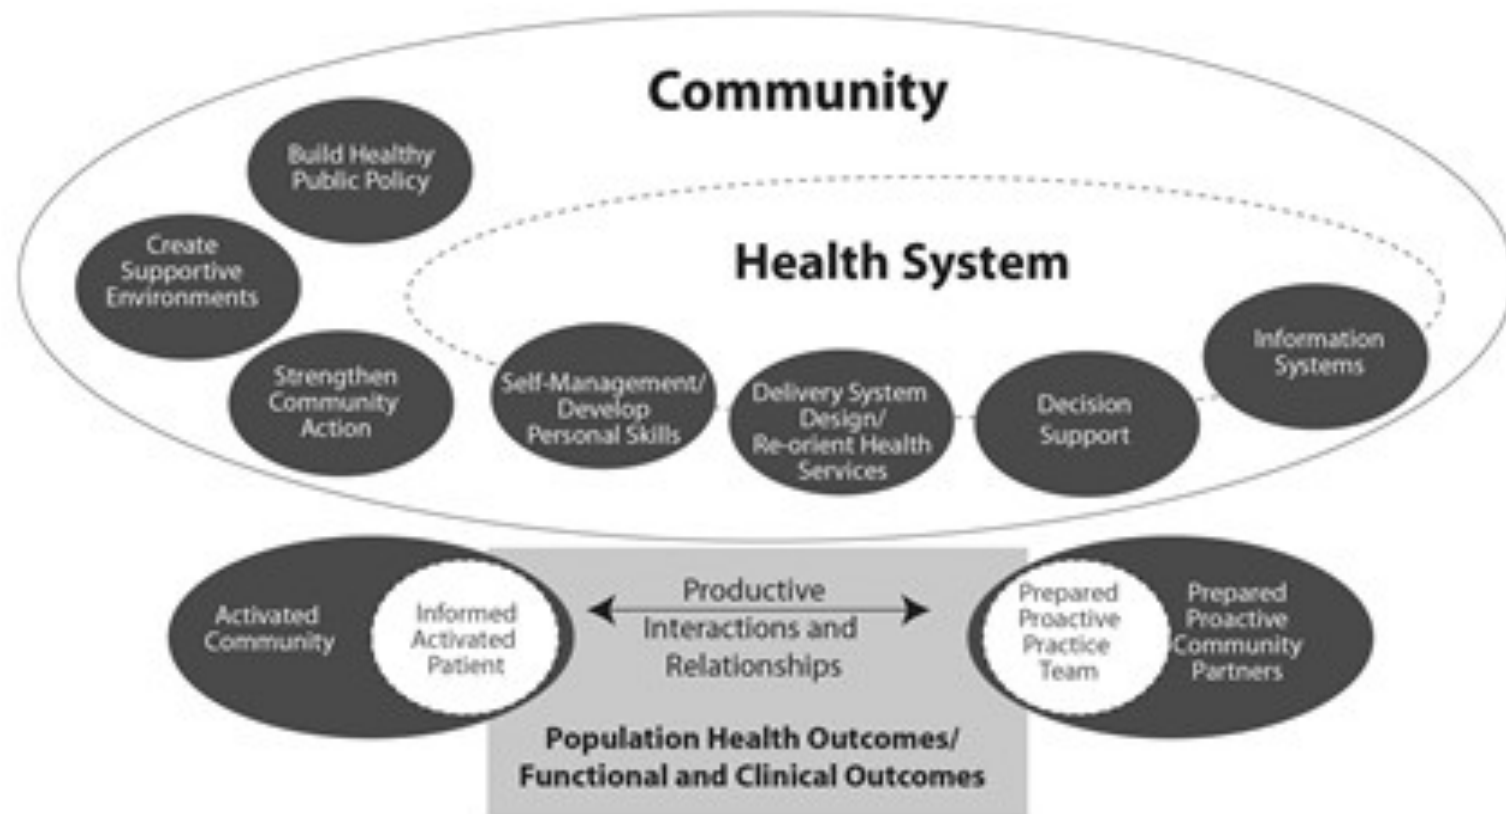 Community
Build Healthy
Public Policy
Health System
Create
Supportive
Environments
Strengthen
Community
Action
Self-Management/
Develop
Personal Skills
Delivery System
Design/
Re-orient Health
Services
Decision
Support
Information
Systems
Activated
Community
Informed
Activated
Patient
Productive
Interactions and
Relationships
Prepared
Proactive
Practice
Team
Prepared
Proactive
Community
Partners
Population Health Outcomes/
Functional and Clinical Outcomes